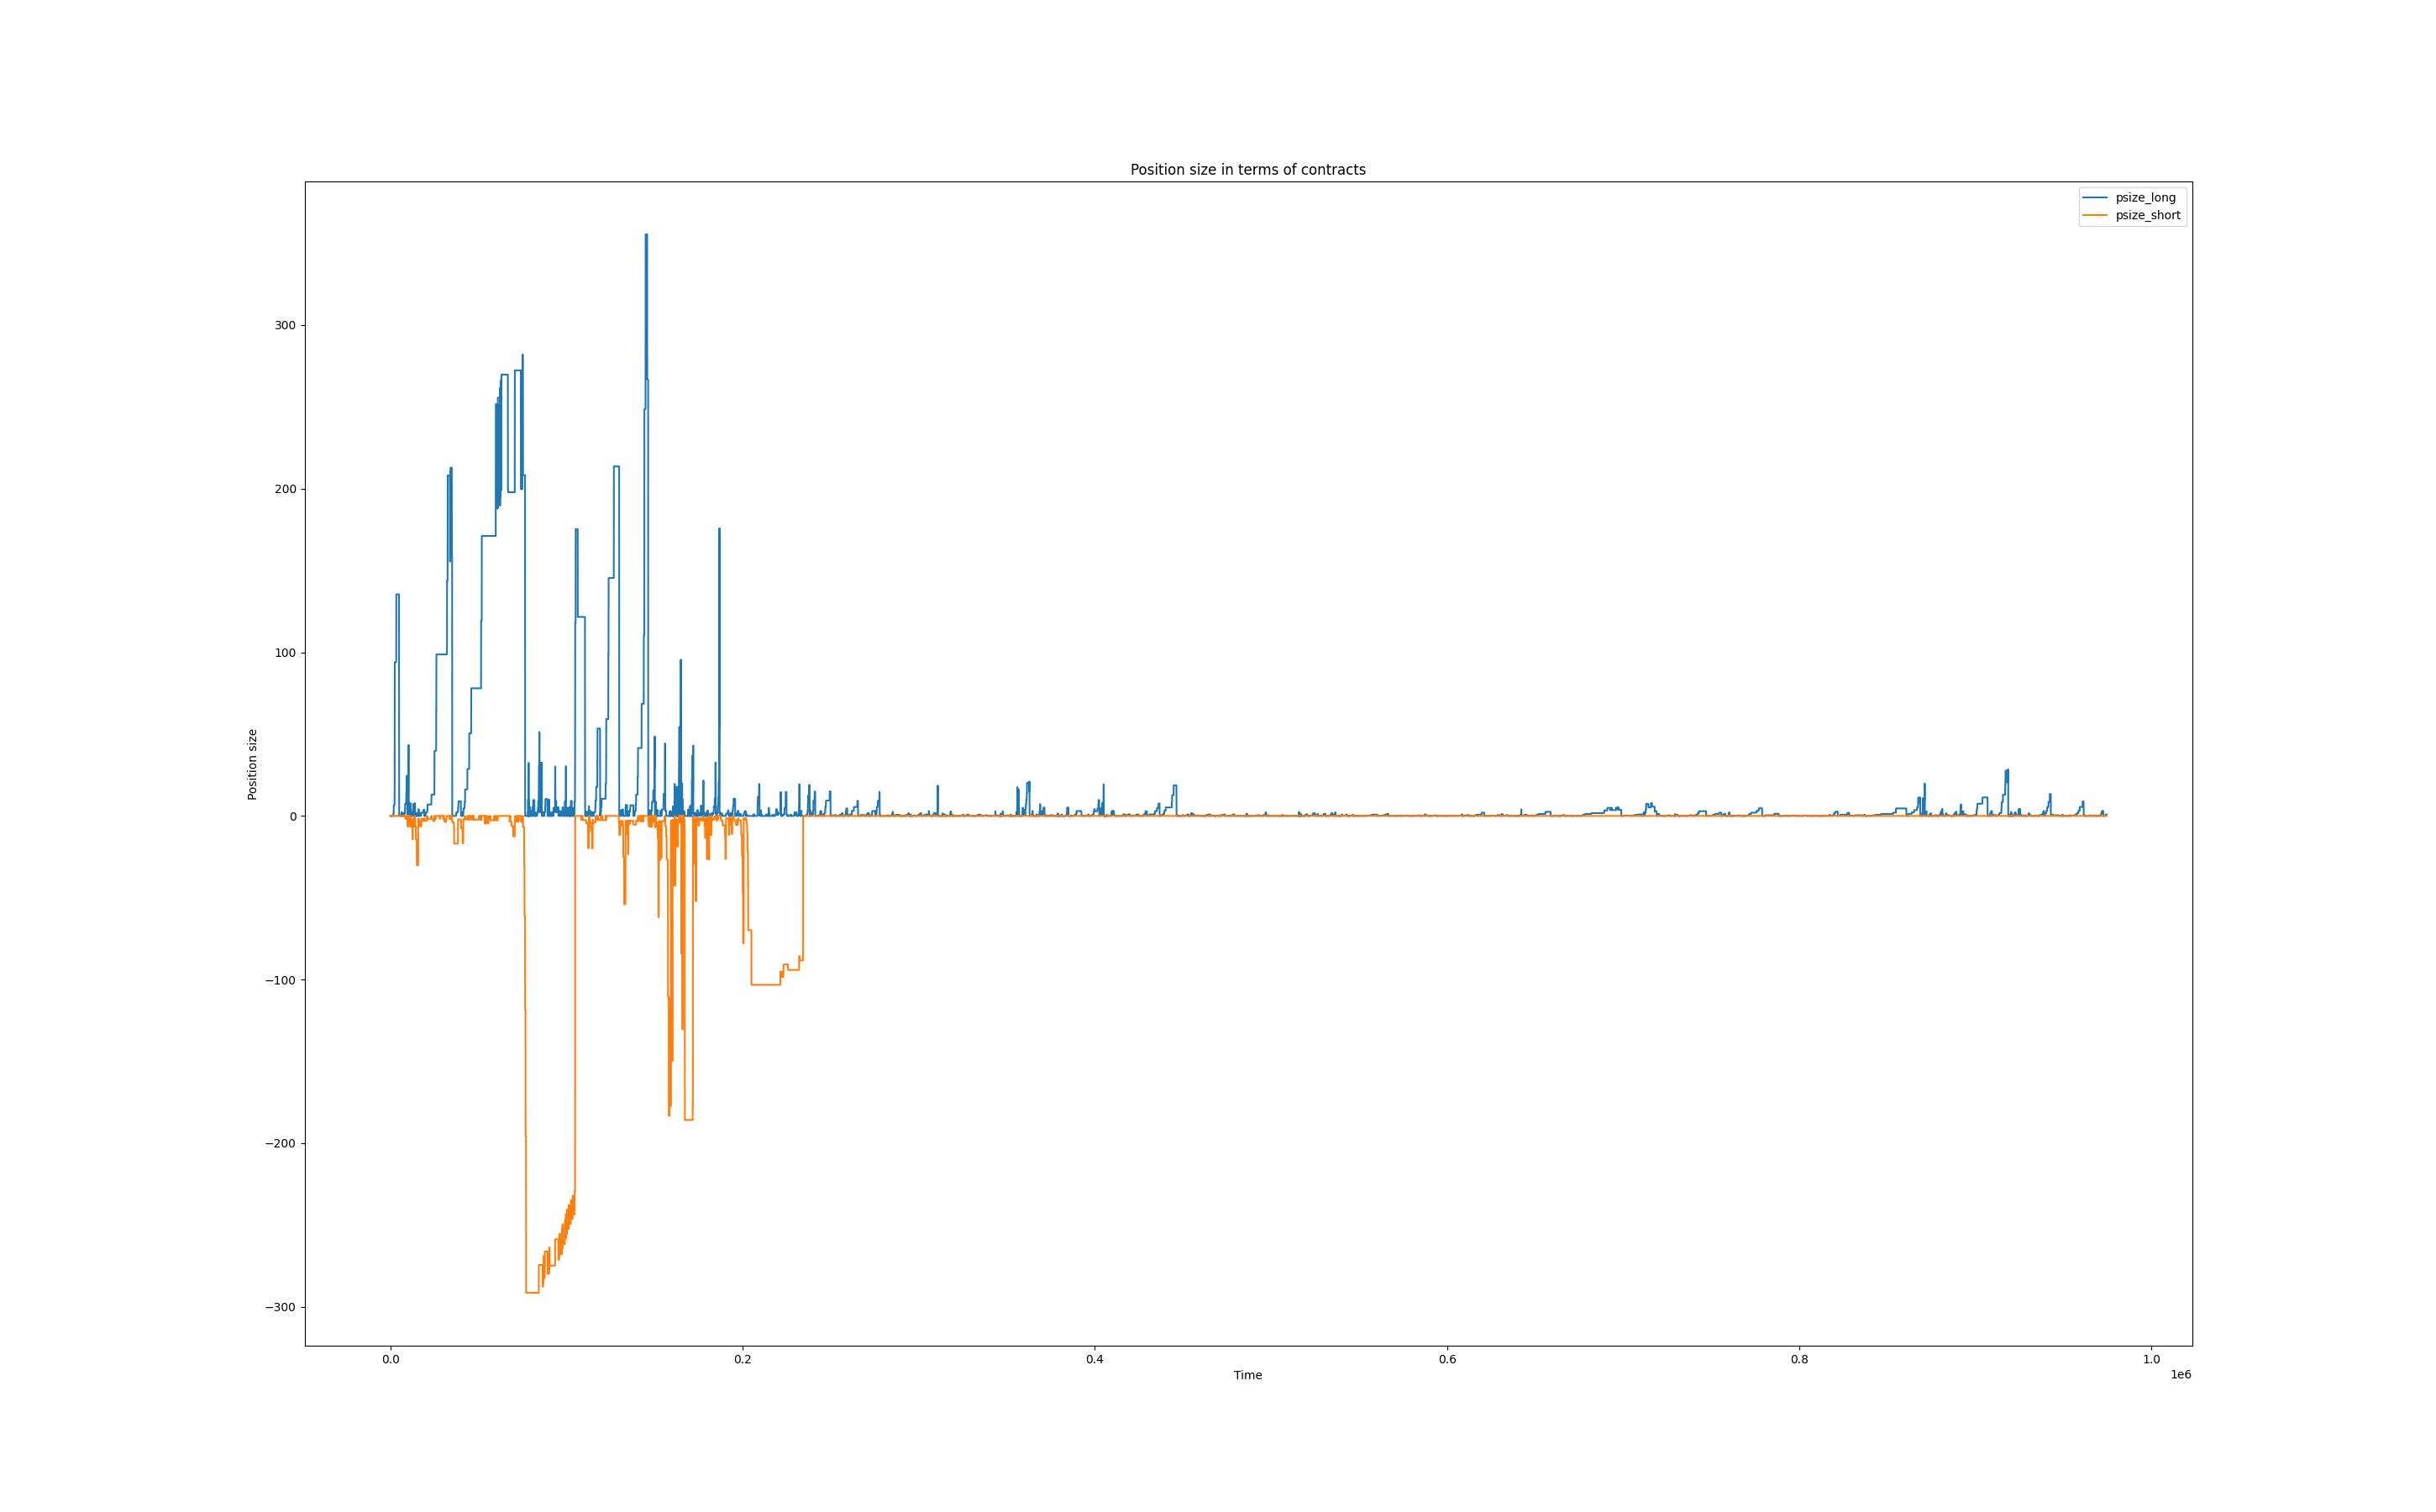 Position size in terms of contracts
psize_long
psize_short
Position size
300
200
100
0
−100
−200
−300
0.0
0.2
0.4
0.6
0.8
1.0
Time
1e6